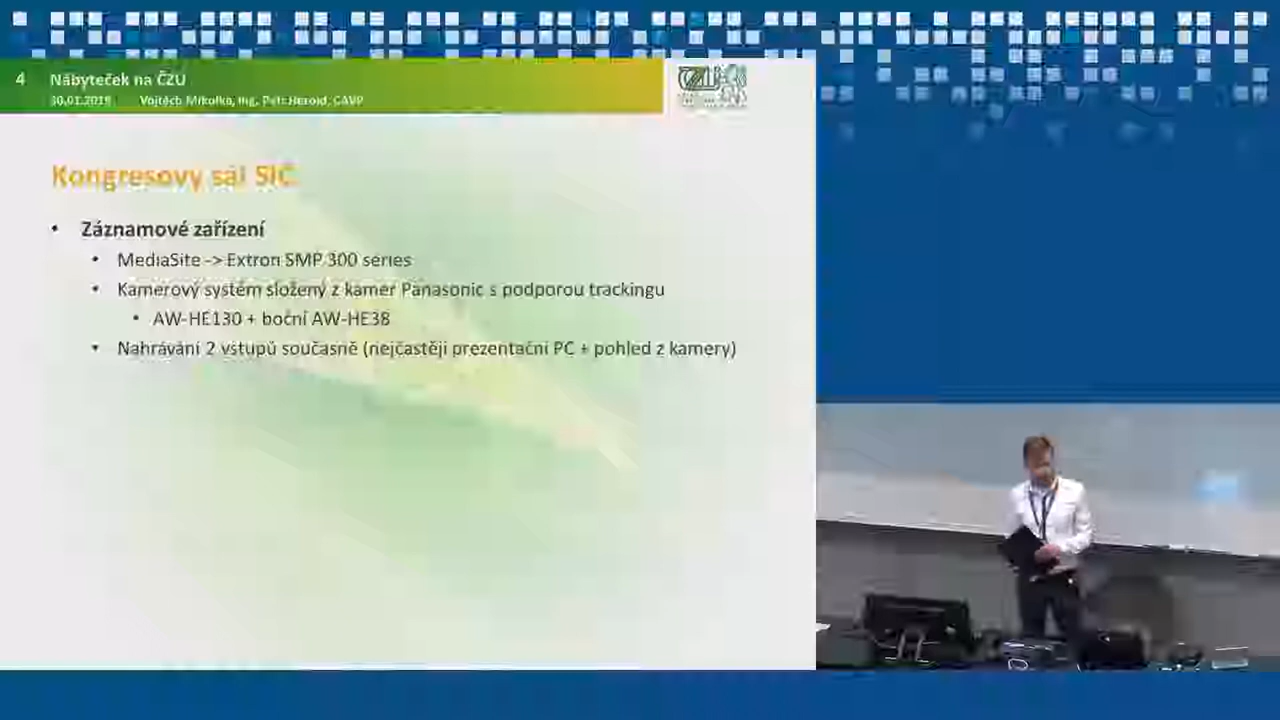 4 Nábyteček na ČZU
30.01.2019 Vojtěch Mikolka, Ing. Petr Herold, CAVP
Kongresový sál SIC
• Záznamové zařízení
• MediaSite -> Extron SMP 300 series
• Kamerový systém složený z kamer Panasonic s podporou trackingu
• AW-HE130 + boční AW-HE38
• Nahrávání 2 vstupů současně (nejčastěji prezentační PC + pohled z kamery)